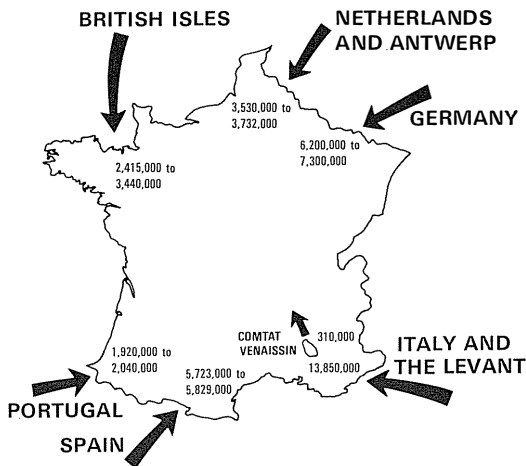 BRITISH ISLES
NETHERLANDS
AND ANTWERP
3,530,000 to
3,732,000
GERMANY
6,200,000 to
7,300,000
2,415,000 to
3,440,000
COMTAT
VENAISSIN
310,000
13,850,000
ITALY AND
THE LEVANT
1,920,000 to
2,040,000
5,723,000 to
5,829,000
PORTUGAL
SPAIN